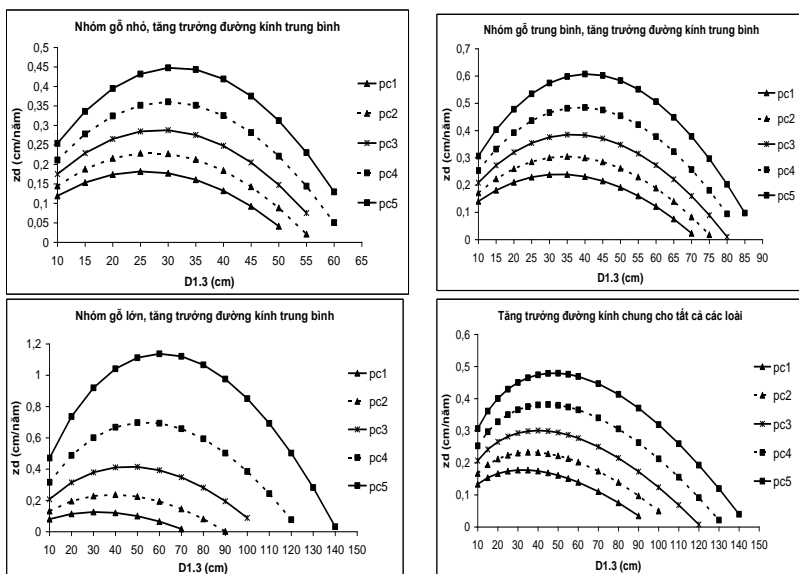 Nhóm gỗ nhỏ, tăng trưởng đường kính trung bình
0,5
0,45
0,4
0,35
0,3
0,25
0,2
0,15
0,1
0,05
0
zd (cm/năm)
10 15 20 25 30 35 40 45 50 55 60 65
D1.3 (cm)
pc1
pc2
pc3
pc4
pc5
Nhóm gỗ trung bình, tăng trưởng đường kính trung bình
0,7
0,6
0,5
0,4
0,3
0,2
0,1
0
zd (cm/năm)
10 15 20 25 30 35 40 45 50 55 60 65 70 75 80 85 90
D1.3 (cm)
pc1
pc2
pc3
pc4
pc5
Nhóm gỗ lớn, tăng trưởng đường kính trung bình
1,2
1
0,8
0,6
0,4
0,2
0
zd (cm/năm)
10 20 30 40 50 60 70 80 90 100 110 120 130 140 150
D1.3 (cm)
pc1
pc2
pc3
pc4
pc5
Tăng trưởng đường kính chung cho tất cả các loài
0,6
0,5
0,4
0,3
0,2
0,1
0
zd (cm/năm)
10 20 30 40 50 60 70 80 90 100 110 120 130 140 150
D1.3 (cm)
pc1
pc2
pc3
pc4
pc5